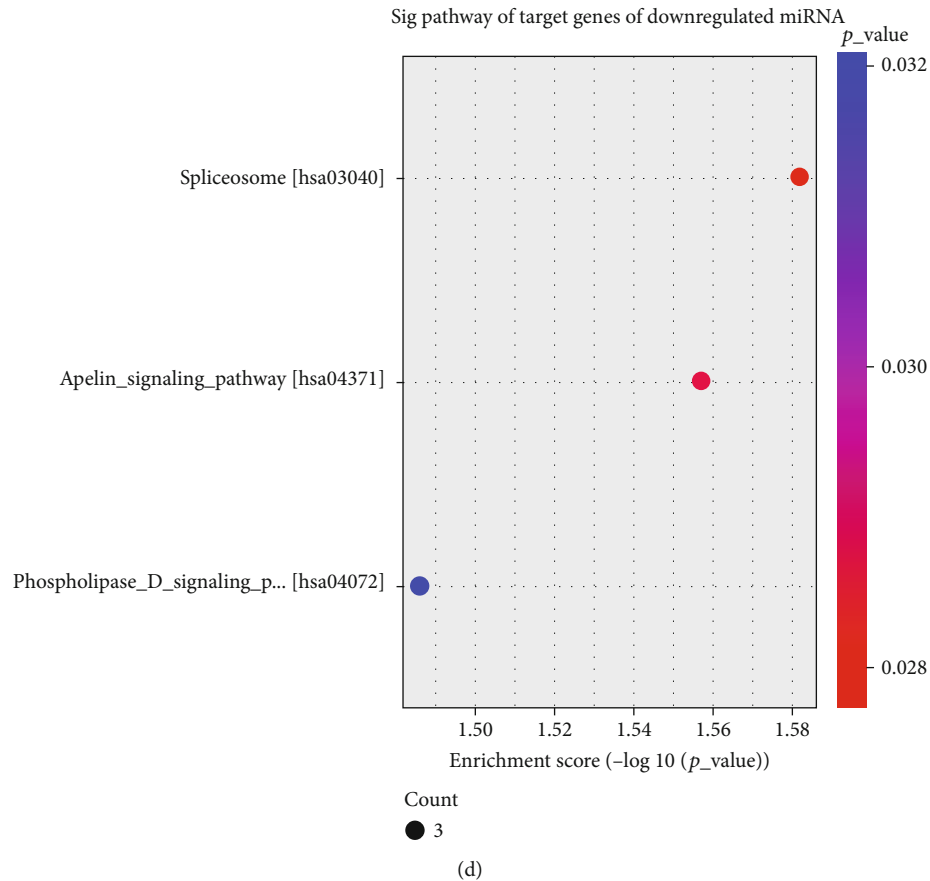 Sig pathway of target genes of downregulated miRNA
p_value
0.032
Spliceosome [hsa03040]
0.030
Apelin_signaling_pathway [hsa04371]
Phospholipase_D_signaling_p... [hsa04072]
0.028
1.50 1.52 1.54 1.56 1.58
Enrichment score (–log 10 (p_value))
Count
3
(d)